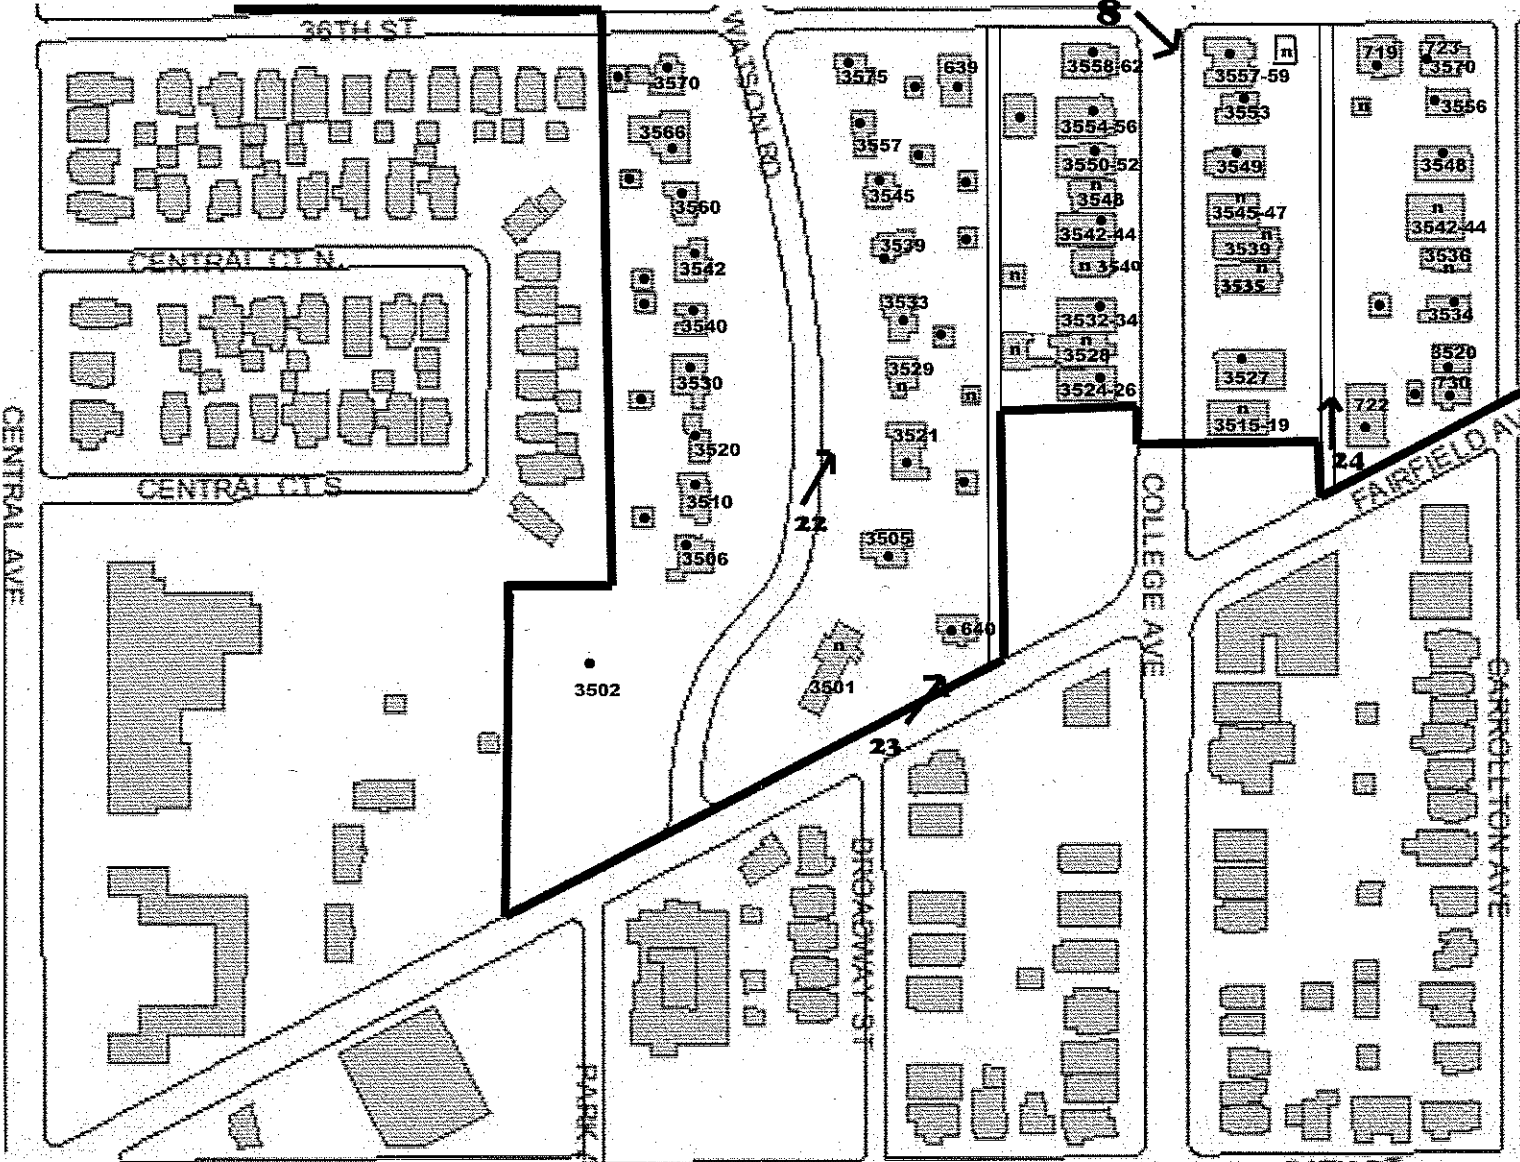 8
36TH ST
WATSON RD
3570
3575
639
3558-62
3557-59
n
719
723
3570
3566
3557
3554-56
3553
n
3556
3550-52
3549
3548
3560
3545
n
3548
n
3545-47
n
3542-44
3539
3542-44
n
3539
3536
n
CENTRAL CT N.
3542
n
n 3540
n
3535
3533
3540
3532-34
3534
3529
n
n
n
3528
n
3530
3524-26
3527
3520
730
722
n
3515-19
CENTRAL AVE
3520
3521
24
FAIRFIELD AV
CENTRAL CT S
3510
22
COLLEGE AVE
3506
3505
640
3502
n
3501
23
CARROLLTON AVE
BROADWAY ST
PARK